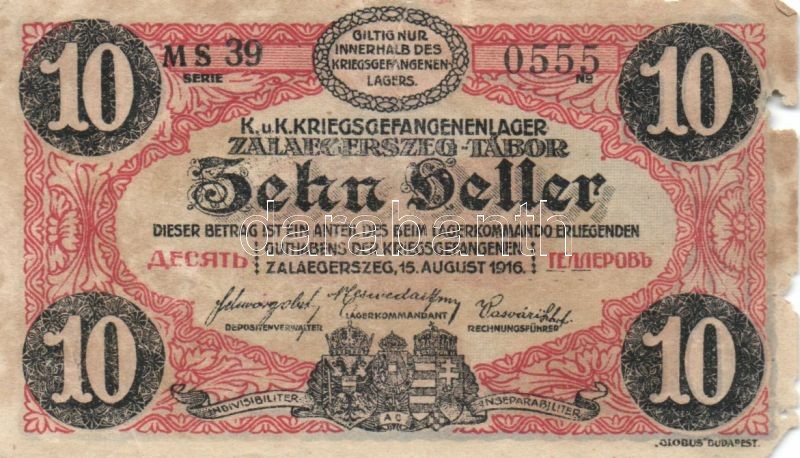 10
MS 39
SERIE
GILTIG NUR
INNERHALB DES
KRIEGSGEFANGENEN-
LAGERS.
0555
No
10
K.u.K. KRIEGSGEFANGENENLAGER
ZALAEGERSZEG-TÁBOR
Zehn Heller
DIESER BETRAG IST EIN ANTEIL DES BEIM LAGERKOMMANDO ERLIEGENDEN
GUTHABENS DER KRIEGSGEFANGENEN
ДЕСЯТЬ
ГЕЛЛЕРОВЪ
ZALAEGERSZEG, 15. AUGUST 1916.
DEPOSITENVERWALTER
LAGERKOMMANDANT
RECHNUNGSFÜHRER
10
10
INDIVISIBILITER
AC
INSEPARABILITER
„GLOBUS" BUDAPEST.
darabanth